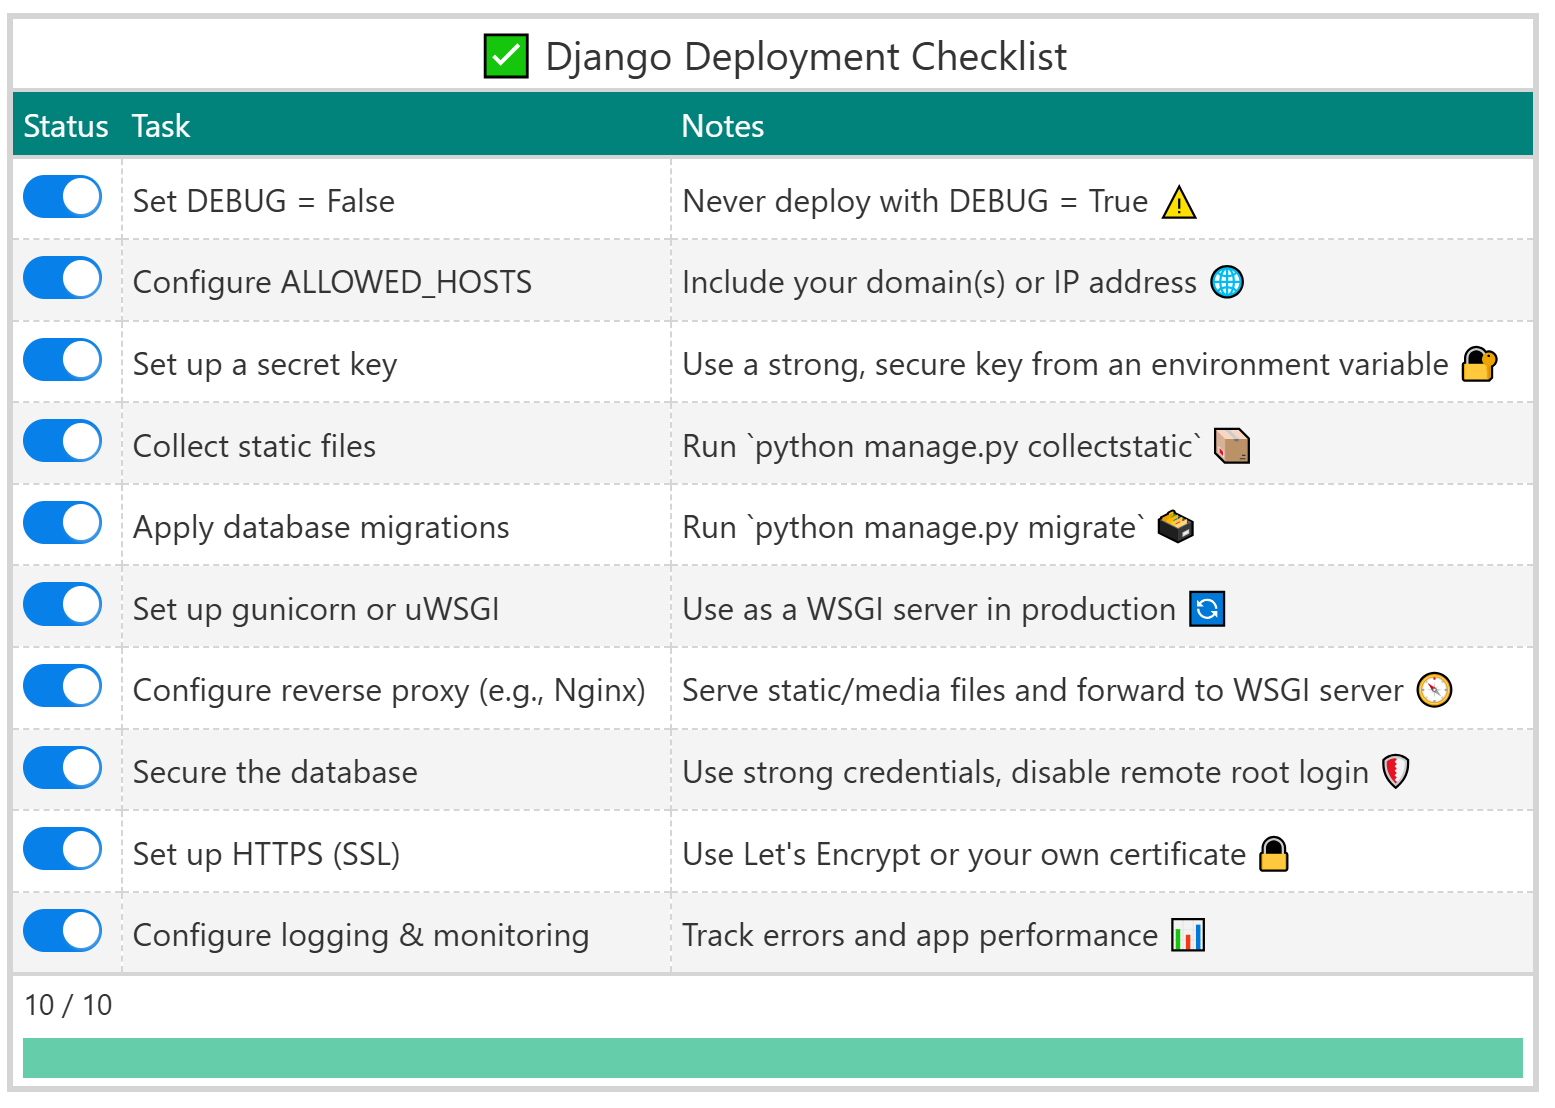 ✅ Django Deployment Checklist
Status Task Notes
Set DEBUG = False Never deploy with DEBUG = True ⚠️
Configure ALLOWED_HOSTS Include your domain(s) or IP address 🌐
Set up a secret key Use a strong, secure key from an environment variable 🔐
Collect static files Run `python manage.py collectstatic` 📦
Apply database migrations Run `python manage.py migrate` 🗃️
Set up gunicorn or uWSGI Use as a WSGI server in production 🔄
Configure reverse proxy (e.g., Nginx) Serve static/media files and forward to WSGI server 🧭
Secure the database Use strong credentials, disable remote root login 🛡️
Set up HTTPS (SSL) Use Let's Encrypt or your own certificate 🔒
Configure logging & monitoring Track errors and app performance 📊
10 / 10